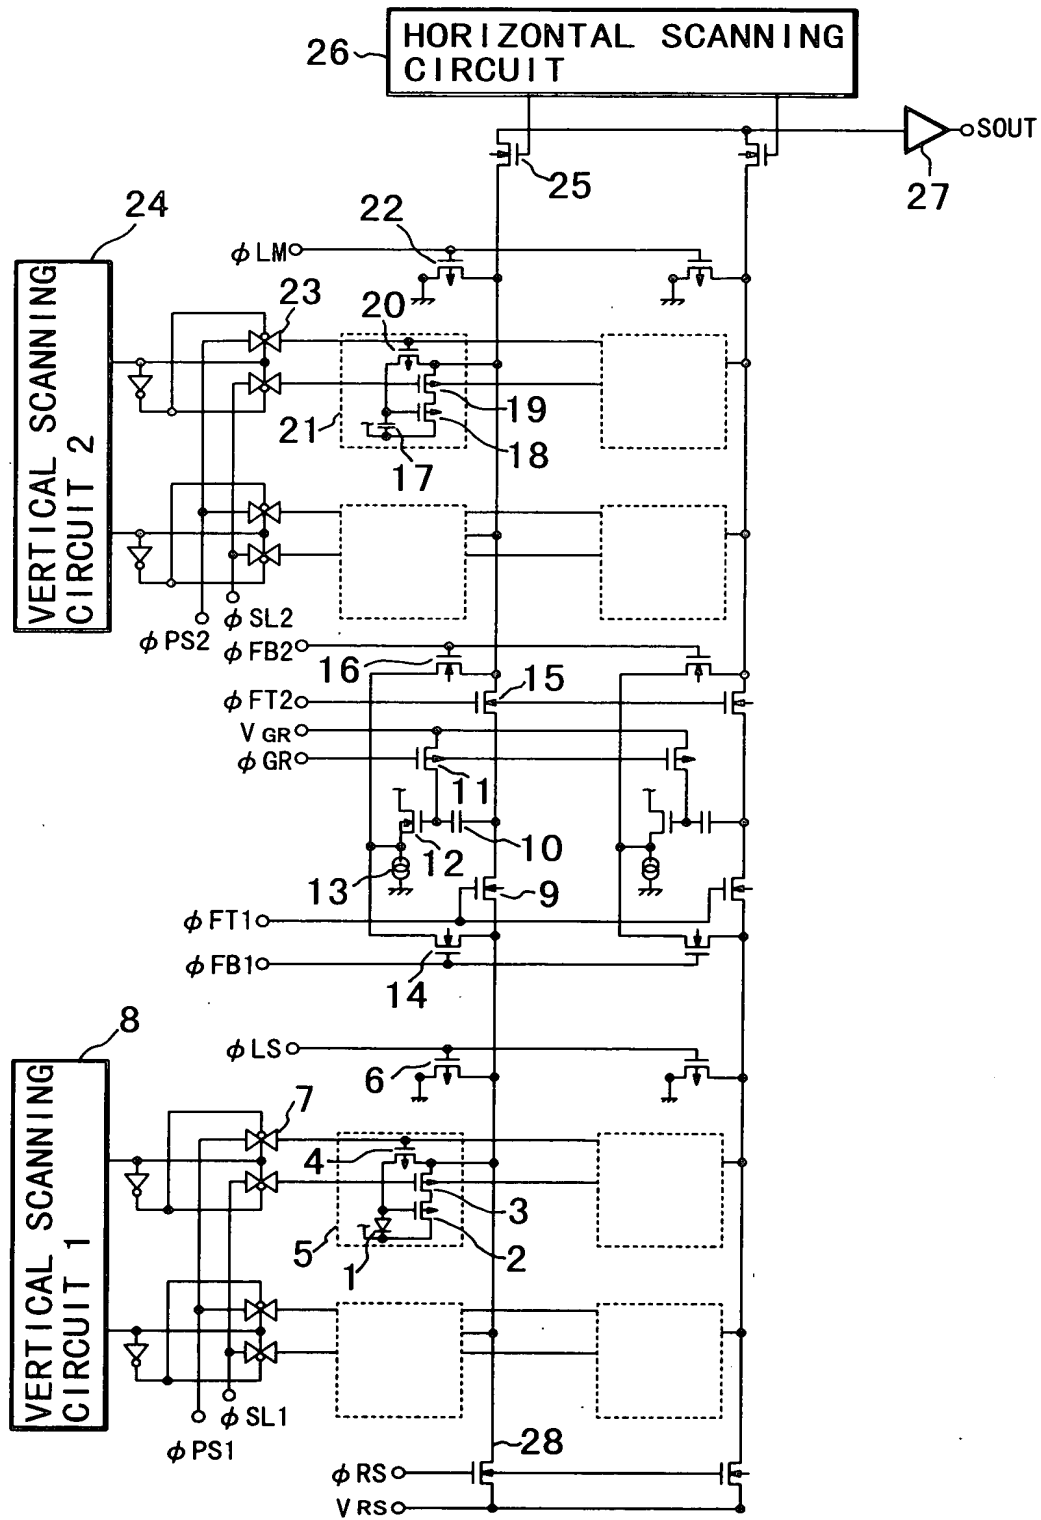 HORIZONTAL SCANNING
CIRCUIT
26
SOUT
25
27
24
22
φLM
23
20
VERTICAL SCANNING
CIRCUIT 2
19
21
18
17
φSL2
φPS2
φFB2
16
φFT2
15
VGR
φGR
11
10
12
13
9
φFT1
φFB1
14
8
φLS
6
7
VERTICAL SCANNING
CIRCUIT 1
4
3
5
1
2
φSL1
φPS1
28
φRS
VRS